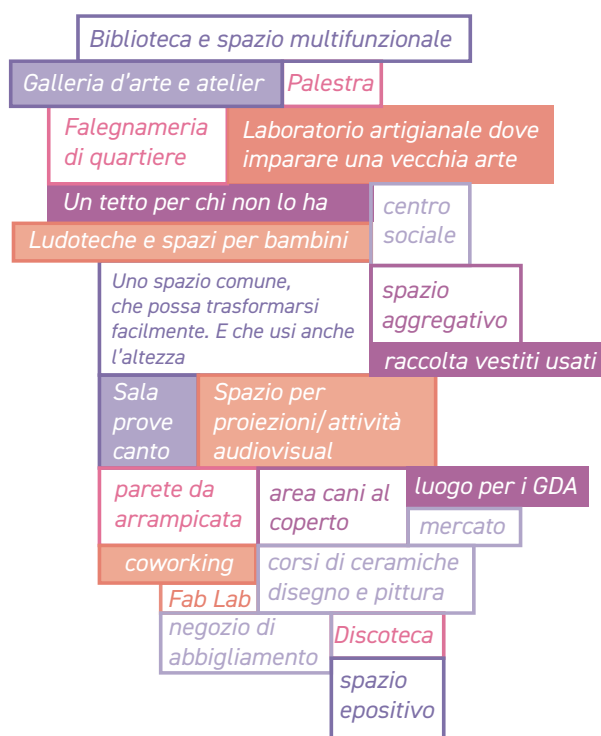 Biblioteca e spazio multifunzionale
Galleria d'arte e atelier
Palestra
Falegnameria
di quartiere
Laboratorio artigianale dove
imparare una vecchia arte
Un tetto per chi non lo ha
centro
sociale
Ludoteche e spazi per bambini
Uno spazio comune,
che possa trasformarsi
facilmente. E che usi anche
l'altezza
spazio
aggregativo
raccolta vestiti usati
Sala
prove
canto
Spazio per
proiezioni/attività
audiovisual
parete da
arrampicata
area cani al
coperto
luogo per i GDA
mercato
coworking
corsi di ceramiche
disegno e pittura
Fab Lab
negozio di
abbigliamento
Discoteca
spazio
epositivo